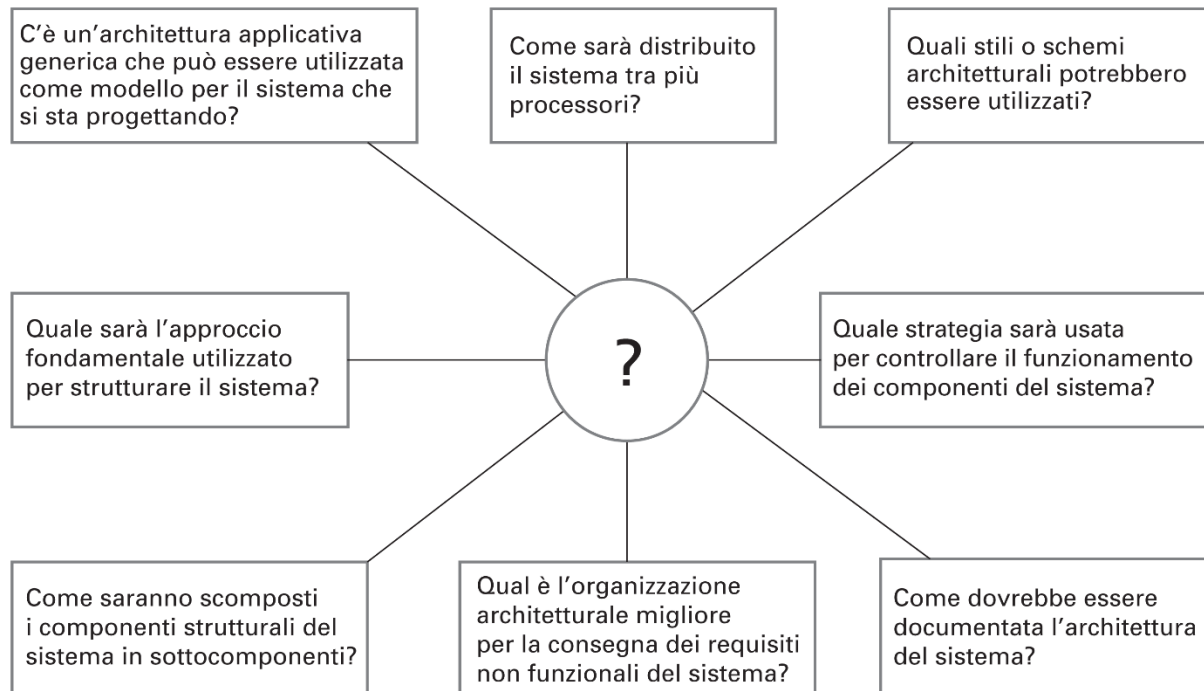 C'è un'architettura applicativa
generica che può essere utilizzata
come modello per il sistema che
si sta progettando?
Come sarà distribuito
il sistema tra più
processori?
Quali stili o schemi
architetturali potrebbero
essere utilizzati?
Quale sarà l'approccio
fondamentale utilizzato
per strutturare il sistema?
?
Quale strategia sarà usata
per controllare il funzionamento
dei componenti del sistema?
Come saranno scomposti
i componenti strutturali del
sistema in sottocomponenti?
Qual è l'organizzazione
architetturale migliore
per la consegna dei requisiti
non funzionali del sistema?
Come dovrebbe essere
documentata l'architettura
del sistema?